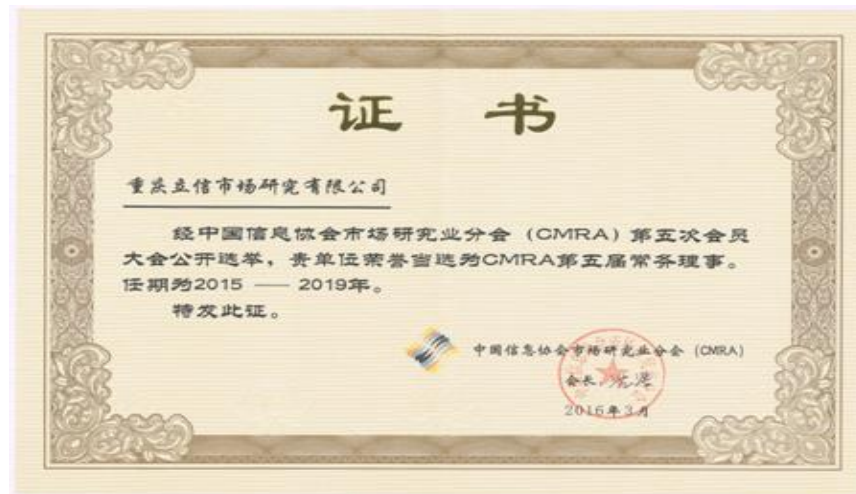 证 书
重庆立信市场研究有限公司
经中国信息协会市场研究业分会（CMRA）第五次会员
大会公开选举，贵单位荣誉当选为CMRA第五届常务理事。
任期为2015 —— 2019年。
特发此证。
中国信息协会市场研究业分会（CMRA）
会长：
2016年3月